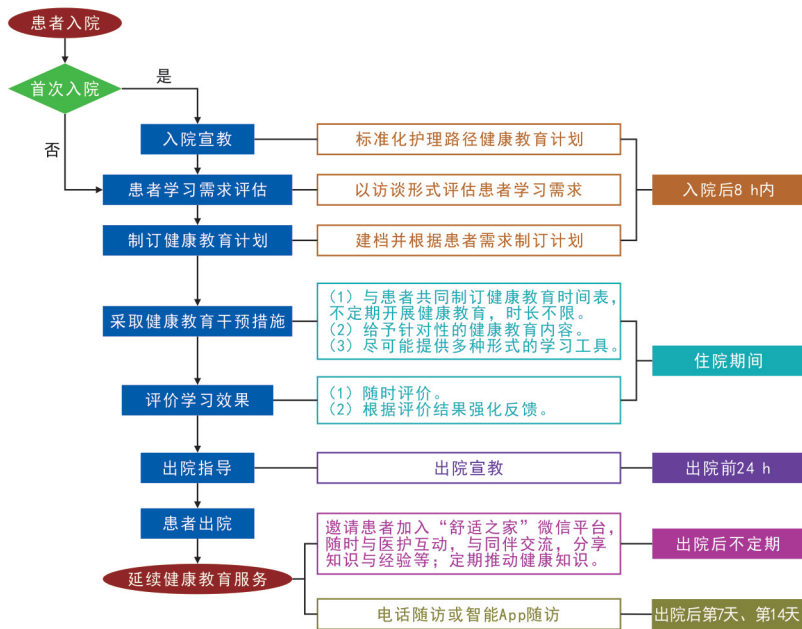 患者入院
首次入院
是
否
入院宣教
标准化护理路径健康教育计划
患者学习需求评估
以访谈形式评估患者学习需求
入院后8 h内
制订健康教育计划
建档并根据患者需求制订计划
采取健康教育干预措施
（1）与患者共同制订健康教育时间表，
不定期开展健康教育，时长不限。
（2）给予针对性的健康教育内容。
（3）尽可能提供多种形式的学习工具。
住院期间
评价学习效果
（1）随时评价。
（2）根据评价结果强化反馈。
出院指导
出院宣教
出院前24 h
患者出院
邀请患者加入“舒适之家”微信平台，
随时与医护互动，与同伴交流，分享
知识与经验等；定期推动健康知识。
出院后不定期
延续健康教育服务
电话随访或智能App随访
出院后第7天、第14天